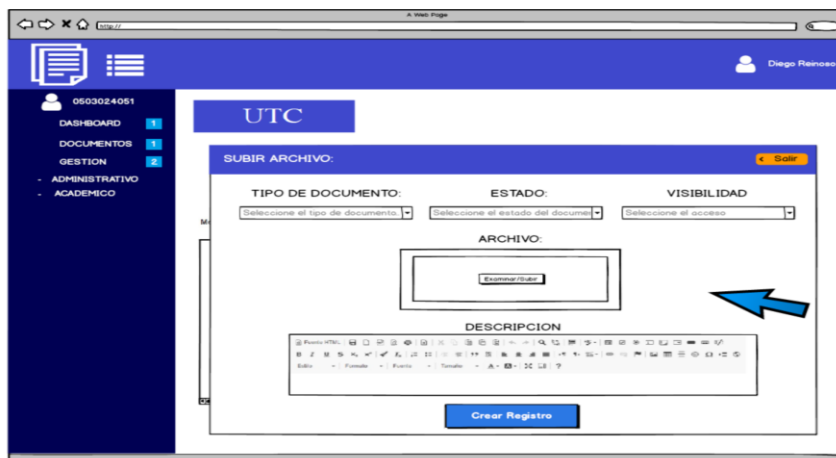 A Web Page
http://
Diego Reinoso
0503024051
DASHBOARD 1
DOCUMENTOS 1
GESTION 2
- ADMINISTRATIVO
- ACADEMICO
UTC
SUBIR ARCHIVO:
< Salir
TIPO DE DOCUMENTO: ESTADO: VISIBILIDAD
Seleccione el tipo de documento. Seleccione el estado del documen Seleccione el acceso
ARCHIVO:
Examinar/Subir
DESCRIPCION
Fuente HTML
Estilo Formato Fuente Tamaño
Crear Registro